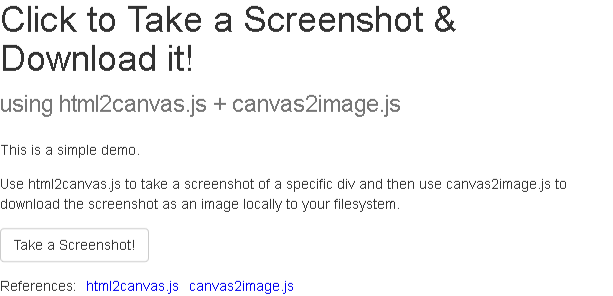 Click to Take a Screenshot &
Download it!
using html2canvas.js + canvas2image.js
This is a simple demo.
Use html2canvas.js to take a screenshot of a specific div and then use canvas2image.js to
download the screenshot as an image locally to your filesystem.
Take a Screenshot!
References: html2canvas.js canvas2image.js